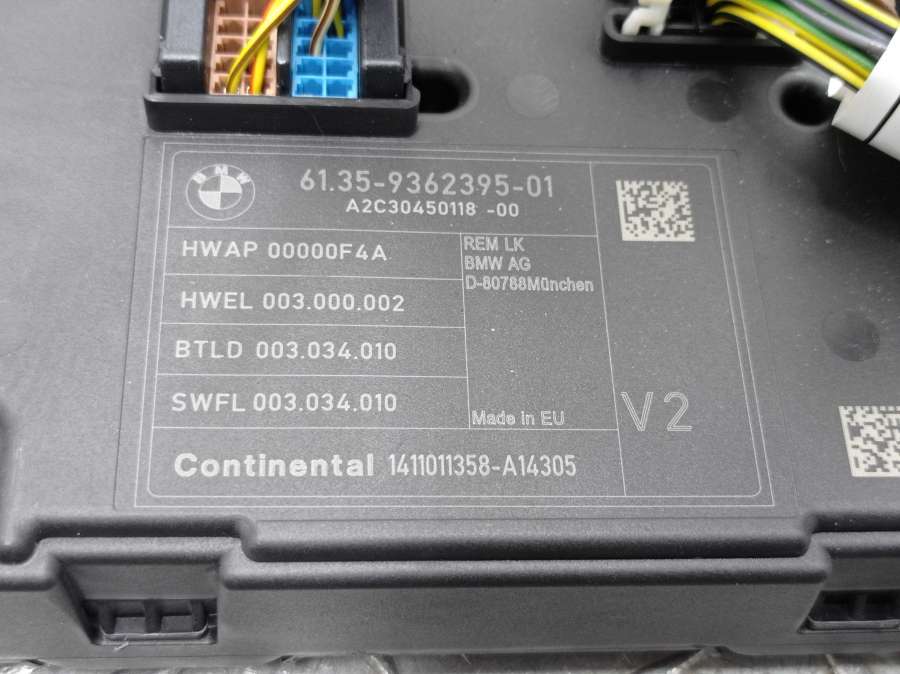 BMW
61.35-9362395-01
A2C30450118 -00
HWAP 00000F4A
REM LK
BMW AG
D-80788München
HWEL 003.000.002
BTLD 003.034.010
SWFL 003.034.010
Made in EU
V2
Continental 1411011358-A14305